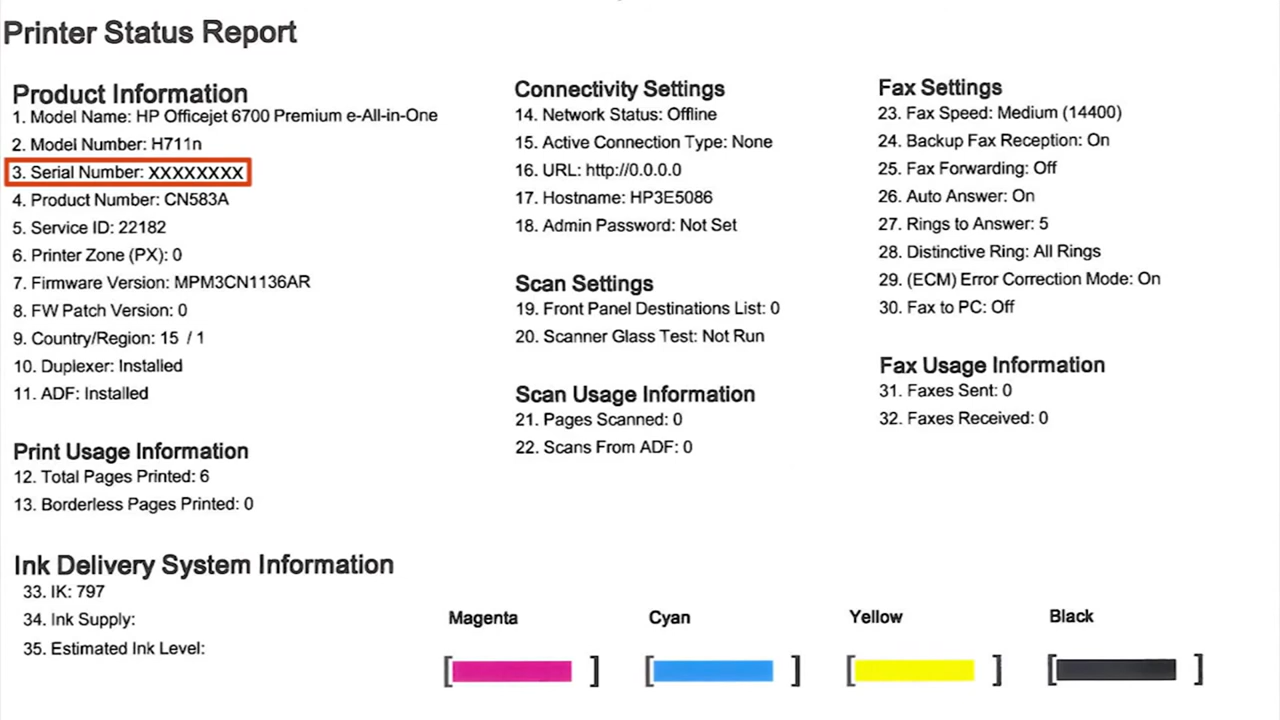 Printer Status Report
Product Information
1. Model Name: HP Officejet 6700 Premium e-All-in-One
2. Model Number: H711n
3. Serial Number: XXXXXXXX
4. Product Number: CN583A
5. Service ID: 22182
6. Printer Zone (PX): 0
7. Firmware Version: MPM3CN1136AR
8. FW Patch Version: 0
9. Country/Region: 15 / 1
10. Duplexer: Installed
11. ADF: Installed
Print Usage Information
12. Total Pages Printed: 6
13. Borderless Pages Printed: 0
Connectivity Settings
14. Network Status: Offline
15. Active Connection Type: None
16. URL: http://0.0.0.0
17. Hostname: HP3E5086
18. Admin Password: Not Set
Scan Settings
19. Front Panel Destinations List: 0
20. Scanner Glass Test: Not Run
Scan Usage Information
21. Pages Scanned: 0
22. Scans From ADF: 0
Fax Settings
23. Fax Speed: Medium (14400)
24. Backup Fax Reception: On
25. Fax Forwarding: Off
26. Auto Answer: On
27. Rings to Answer: 5
28. Distinctive Ring: All Rings
29. (ECM) Error Correction Mode: On
30. Fax to PC: Off
Fax Usage Information
31. Faxes Sent: 0
32. Faxes Received: 0
Ink Delivery System Information
33. IK: 797
34. Ink Supply:
35. Estimated Ink Level:
Magenta
Cyan
Yellow
Black
[ ]
[ ]
[ ]
[ ]